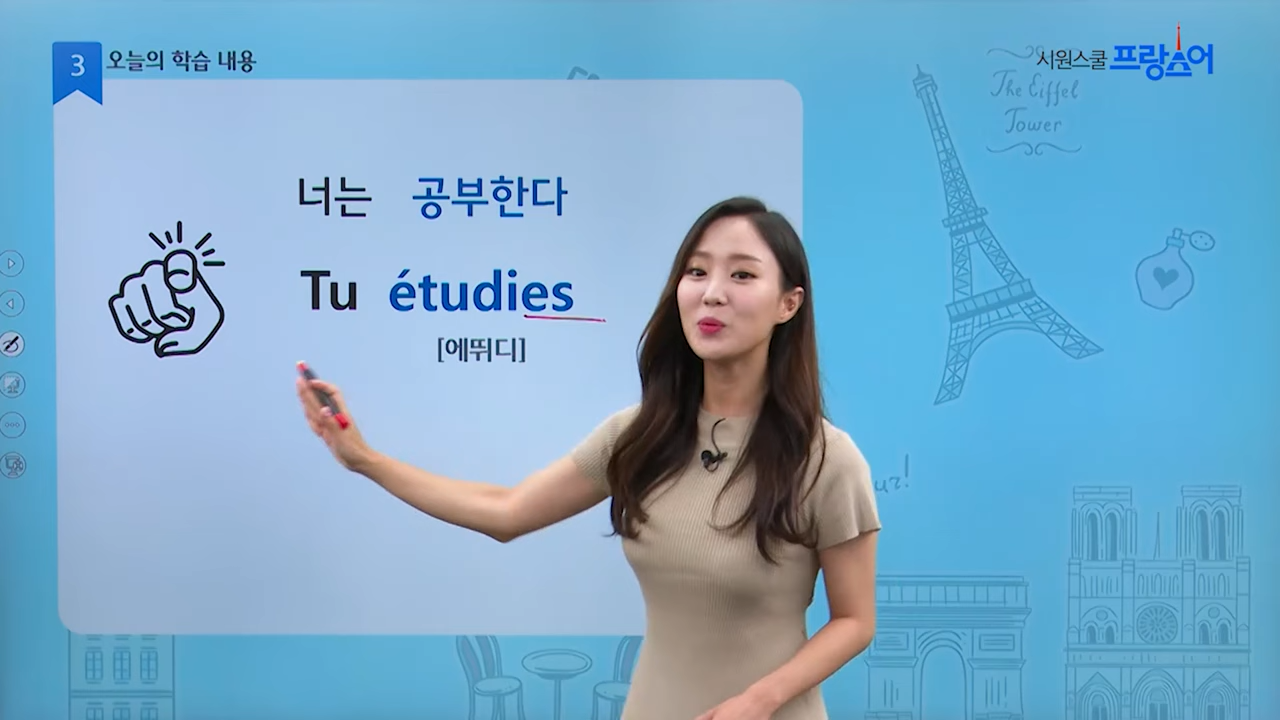 3 오늘의 학습 내용
시원스쿨 프랑스어
The Eiffel
Tower
너는 공부한다
Tu étudies
[에뛰디]